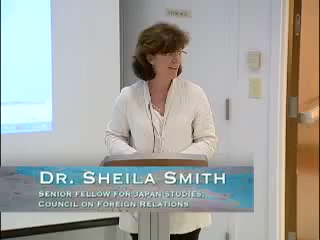 Dr. Sheila Smith
Senior Fellow for Japan Studies,
Council on Foreign Relations